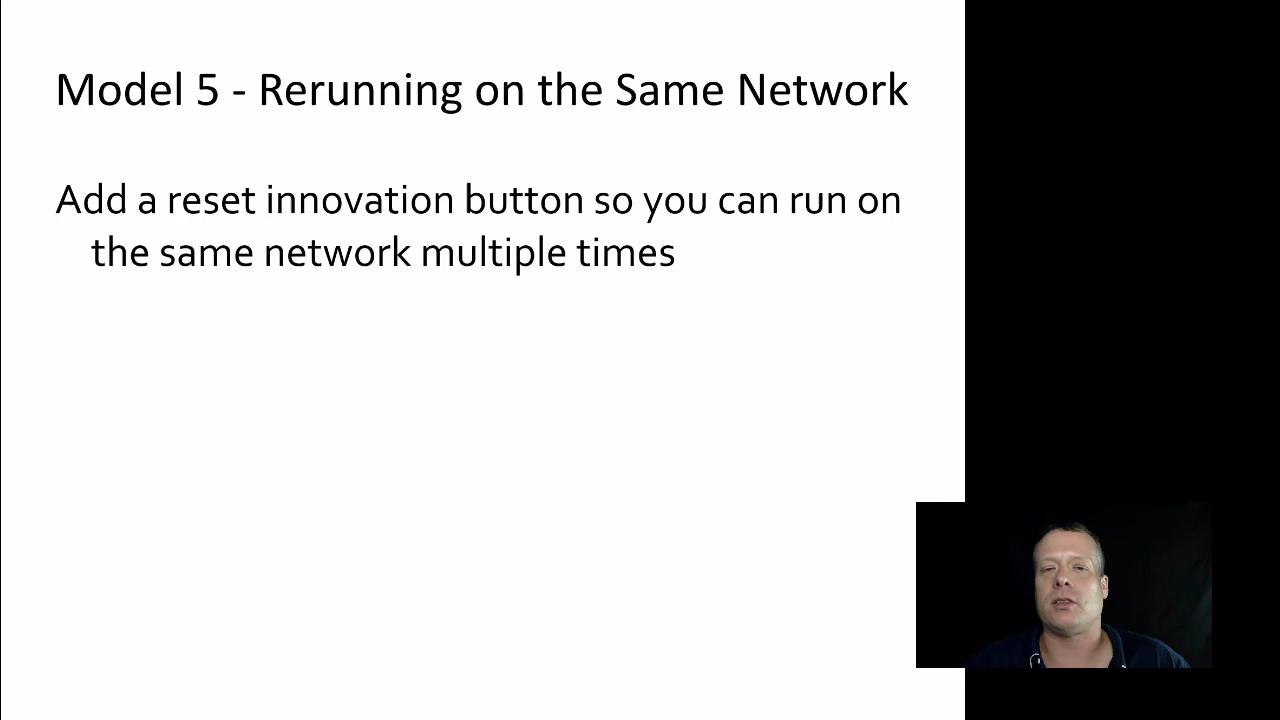 Model 5 - Rerunning on the Same Network
Add a reset innovation button so you can run on
the same network multiple times